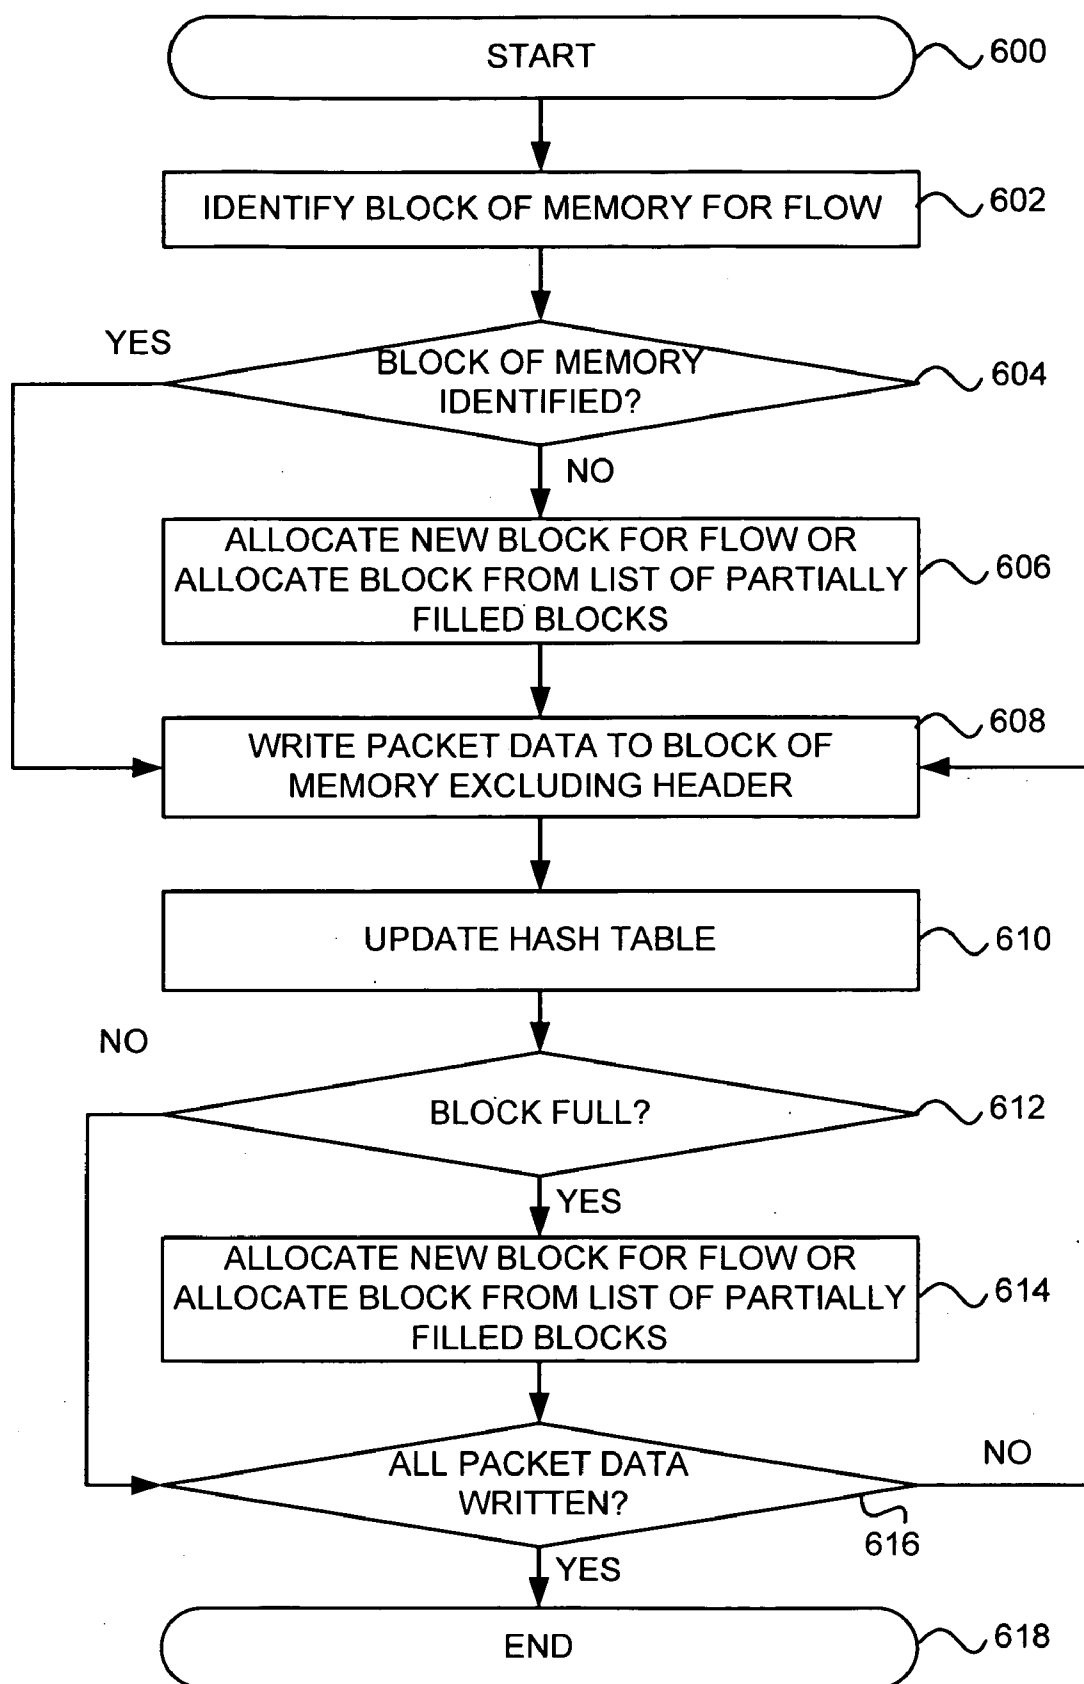 START
600
IDENTIFY BLOCK OF MEMORY FOR FLOW
602
YES
BLOCK OF MEMORY
IDENTIFIED?
604
NO
ALLOCATE NEW BLOCK FOR FLOW OR
ALLOCATE BLOCK FROM LIST OF PARTIALLY
FILLED BLOCKS
606
WRITE PACKET DATA TO BLOCK OF
MEMORY EXCLUDING HEADER
608
UPDATE HASH TABLE
610
NO
BLOCK FULL?
612
YES
ALLOCATE NEW BLOCK FOR FLOW OR
ALLOCATE BLOCK FROM LIST OF PARTIALLY
FILLED BLOCKS
614
ALL PACKET DATA
WRITTEN?
NO
616
YES
END
618